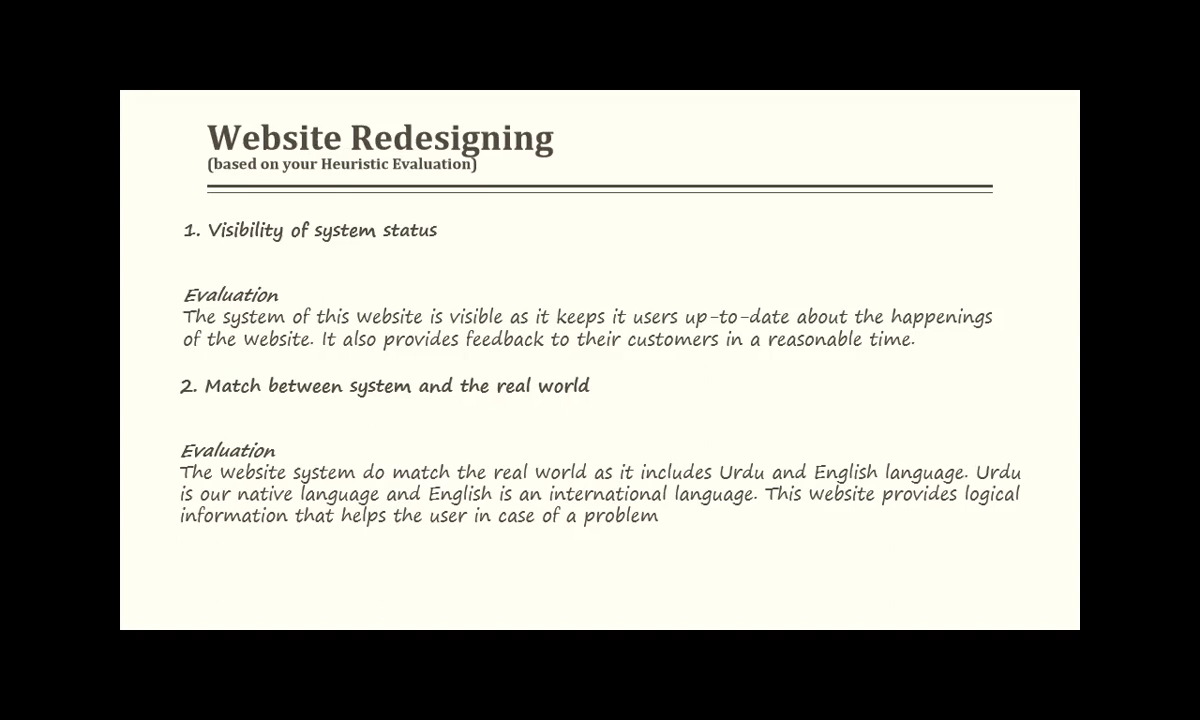 Website Redesigning
(based on your Heuristic Evaluation)
1. Visibility of system status
Evaluation
The system of this website is visible as it keeps it users up-to-date about the happenings
of the website. It also provides feedback to their customers in a reasonable time.
2. Match between system and the real world
Evaluation
The website system do match the real world as it includes Urdu and English language. Urdu
is our native language and English is an international language. This website provides logical
information that helps the user in case of a problem